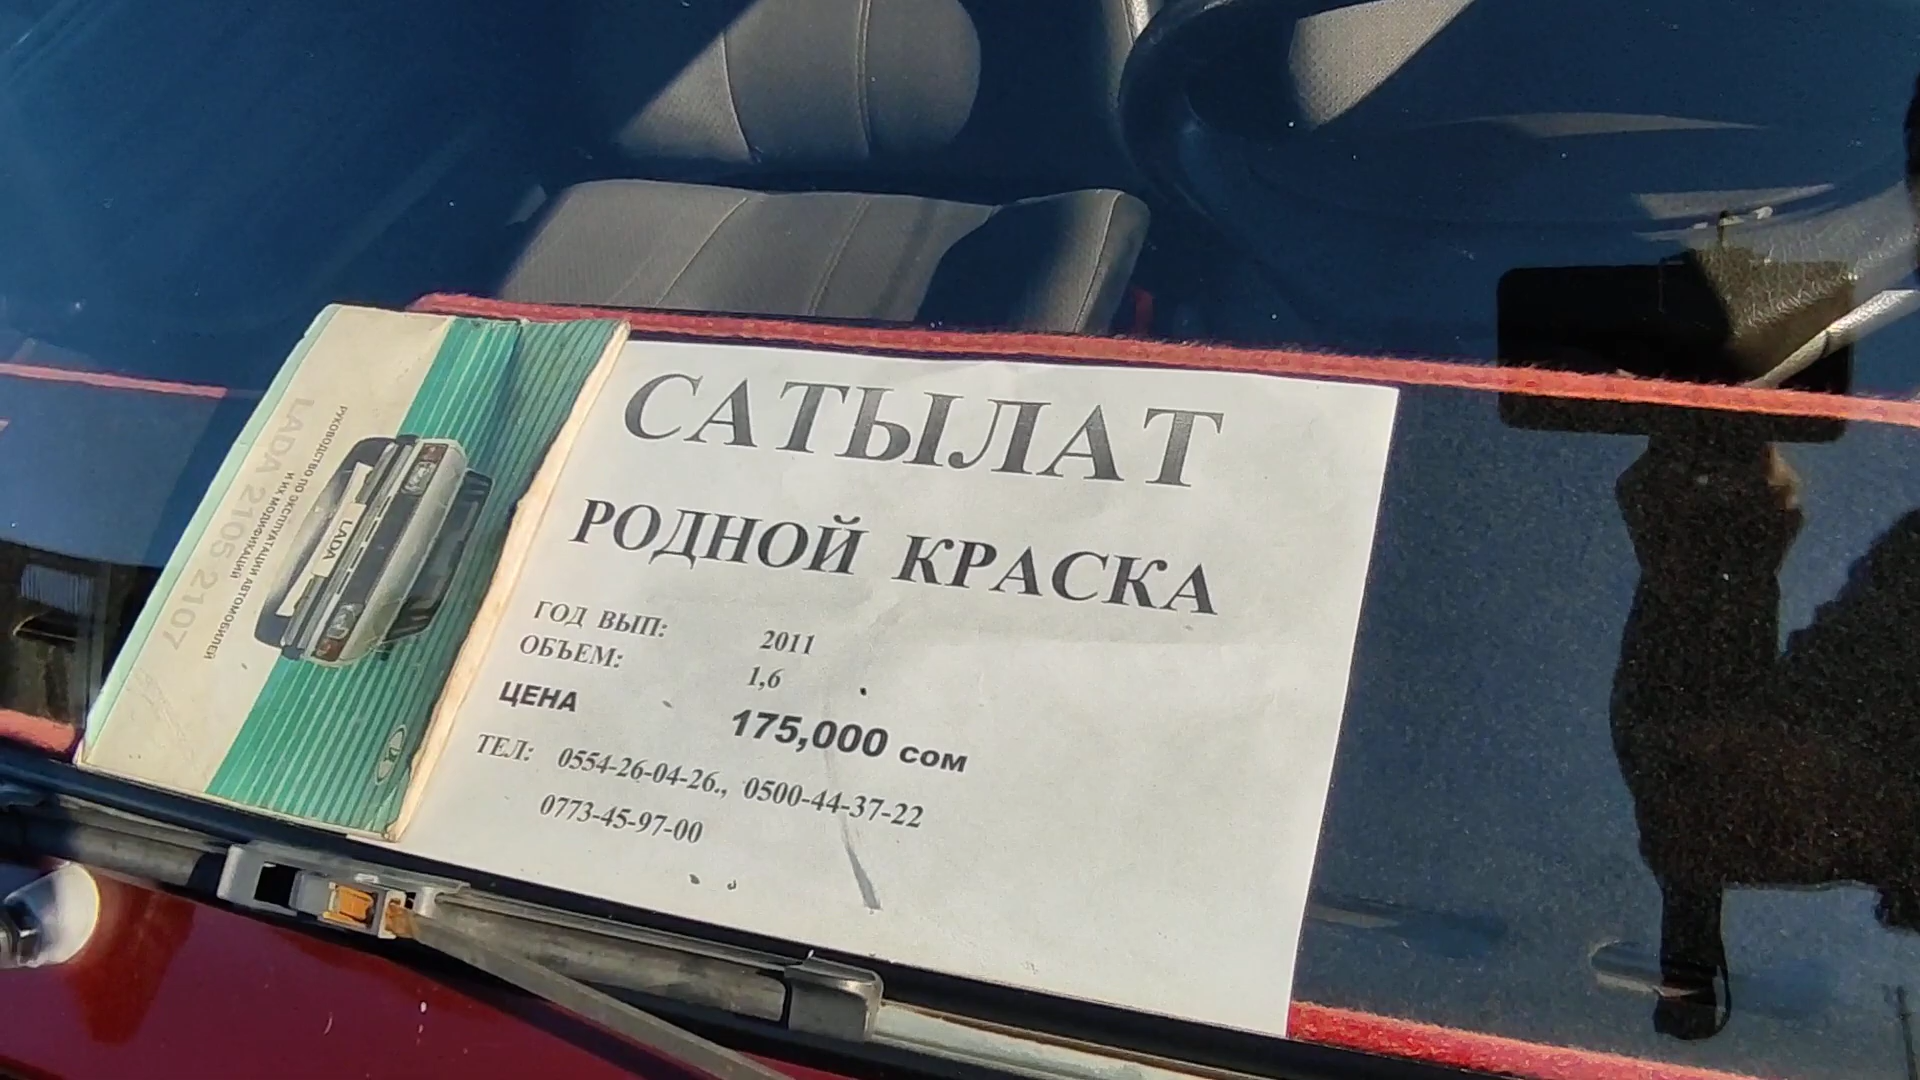 САТЫЛАТ
РОДНОЙ КРАСКА
ГОД ВЫП: 2011
ОБЪЕМ: 1,6
ЦЕНА 175,000 сом
ТЕЛ: 0554-26-04-26., 0500-44-37-22
0773-45-97-00
LADA 2105 2107
РУКОВОДСТВО ПО ЭКСПЛУАТАЦИИ АВТОМОБИЛЕЙ
И ИХ МОДИФИКАЦИЙ
LADA